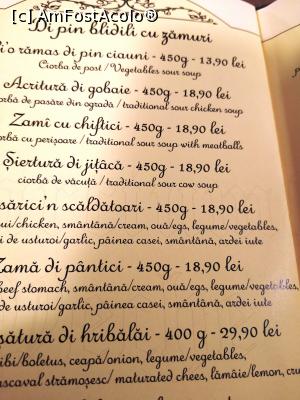 [c] AmFostAcolo®
Di pin blidili cu zămuri
i'o rămas di pin ciauni - 450g - 13,90 lei
Ciorba de post / Vegetables sour soup
Acritură di gobaie - 450g - 18,90 lei
orbă de pasăre din ogradă / traditional sour chicken soup
Zamî cu chiftici - 450g - 18,90 lei
orbă cu perișoare / traditional sour soup with meatballs
Șiertură di jițâcă - 450g - 18,90 lei
ciorbă de văcuță / traditional sour cow soup
sărici'n scăldătoari - 450g - 18,90 lei
ui/chicken, smântână/cream, ouă/egs, legume/vegetables,
i de usturoi/garlic, pâinea casei, smântână, ardei iute
Zamă di pântici - 450g - 18,90 lei
beef stomach, smântână/cream, ouă/egs, legume/vegetables,
de usturoi/garlic, pâinea casei, smântână, ardei iute
sătură di hribălăi - 400 g - 29,90 lei
ibi/boletus, ceapă/onion, legume/vegetables,
ascaval strămoșesc/ maturated chees, lămâie/lemon, cru